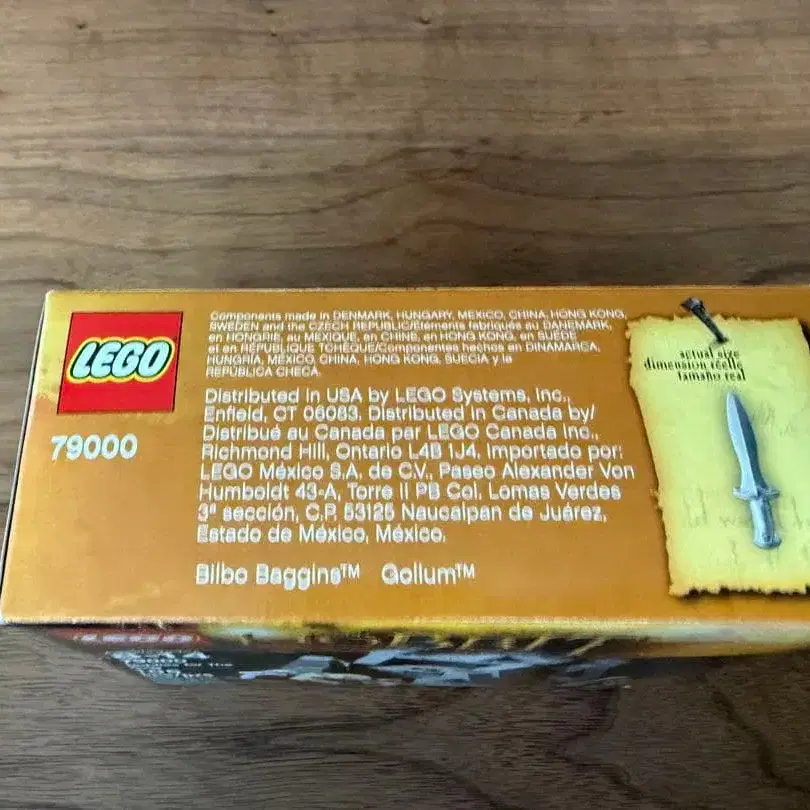 LEGO
79000
Components made in DENMARK, HUNGARY, MEXICO, CHINA, HONG KONG,
SWEDEN and the CZECH REPUBLIC/Éléments fabriqués au DANEMARK,
en HONGRIE, au MEXIQUE, en CHINE, en HONG KONG, en SUÈDE
et en RÉPUBLIQUE TCHÈQUE/Componentes hechos en DINAMARCA,
HUNGRÍA, MÉXICO, CHINA, HONG KONG, SUECIA y la
REPÚBLICA CHECA.
Distributed in USA by LEGO Systems, Inc.,
Enfield, CT 06083. Distributed in Canada by/
Distribué au Canada par LEGO Canada Inc.,
Richmond Hill, Ontario L4B 1J4. Importado por:
LEGO México S.A. de C.V., Paseo Alexander Von
Humboldt 43-A, Torre II PB Col. Lomas Verdes
3ª sección, C.P. 53125 Naucalpan de Juárez,
Estado de México, México.
Bilbo Baggins™ Gollum™
actual size
dimension réelle
tamaño real